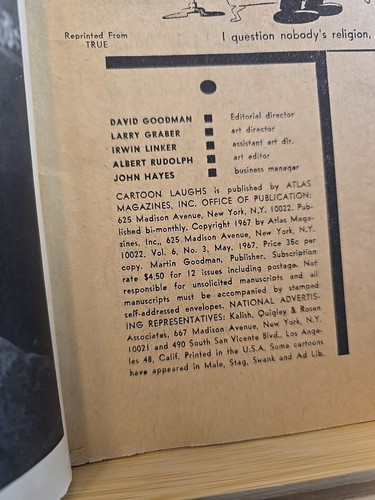 Reprinted From
TRUE
I question nobody's religion,
DAVID GOODMAN ■ Editorial director
LARRY GRABER ■ art director
IRWIN LINKER ■ assistant art dir.
ALBERT RUDOLPH ■ art editor
JOHN HAYES ■ business manager
CARTOON LAUGHS is published by ATLAS
MAGAZINES, INC. OFFICE OF PUBLICATION:
625 Madison Avenue, New York, N.Y. 10022. Pub-
lished bi-monthly. Copyright 1967 by Atlas Maga-
zines, Inc., 625 Madison Avenue, New York, N.Y.
10022. Vol. 6, No. 3, May, 1967. Price 35c per
copy. Martin Goodman, Publisher. Subscription
rate $4.50 for 12 issues including postage. Not
responsible for unsolicited manuscripts and all
manuscripts must be accompanied by stamped
self-addressed envelopes. NATIONAL ADVERTIS-
ING REPRESENTATIVES: Kalish, Quigley & Rosen
Associates, 667 Madison Avenue, New York, N.Y.
10021 and 490 South San Vicente Blvd., Los Ange-
les 48, Calif. Printed in the U.S.A. Some cartoons
have appeared in Male, Stag, Swank and Ad Lib.